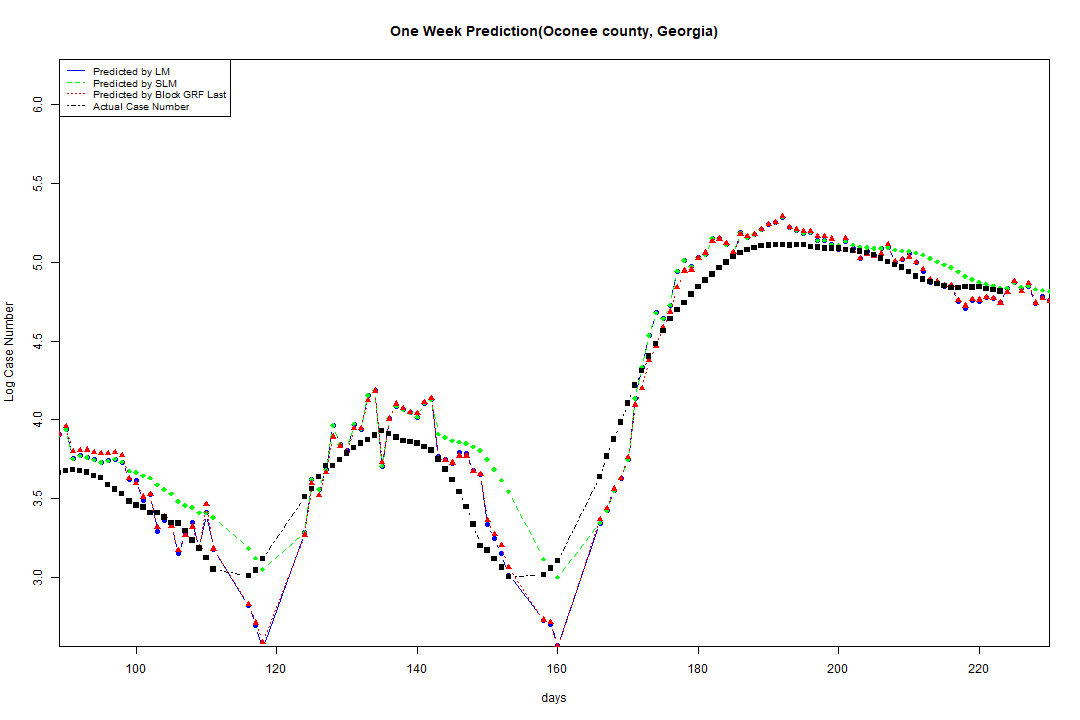 One Week Prediction(Oconee county, Georgia)
Predicted by LM
Predicted by SLM
Predicted by Block GRF Last
Actual Case Number
6.0
5.5
5.0
4.5
4.0
3.5
3.0
Log Case Number
100 120 140 160 180 200 220
days